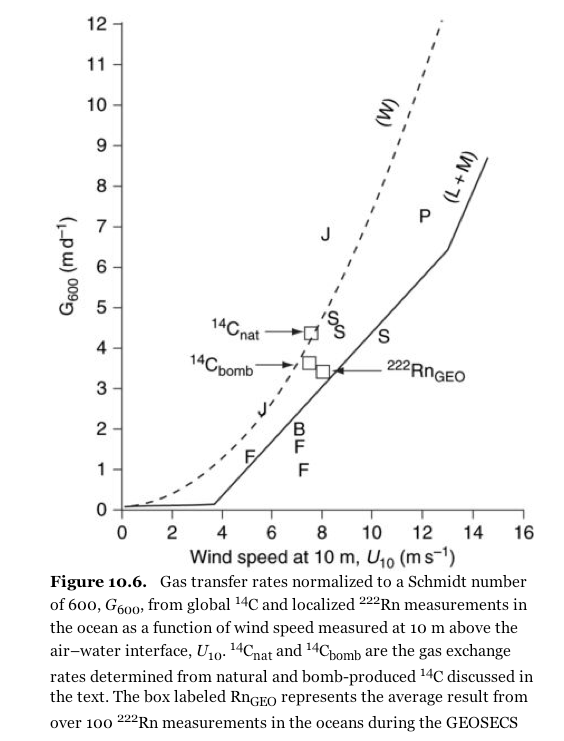 12
11
10
9
8
7
6
5
4
3
2
1
0
G₆₀₀ (m d⁻¹)
(W)
(L + M)
P
J
S
¹⁴Cnat
S
S
¹⁴Cbomb
²²²RnGEO
J
B
F
F
F
0 2 4 6 8 10 12 14 16
Wind speed at 10 m, U₁₀ (m s⁻¹)
Figure 10.6. Gas transfer rates normalized to a Schmidt number
of 600, G₆₀₀, from global ¹⁴C and localized ²²²Rn measurements in
the ocean as a function of wind speed measured at 10 m above the
air–water interface, U₁₀. ¹⁴Cnat and ¹⁴Cbomb are the gas exchange
rates determined from natural and bomb-produced ¹⁴C discussed in
the text. The box labeled RnGEO represents the average result from
over 100 ²²²Rn measurements in the oceans during the GEOSECS